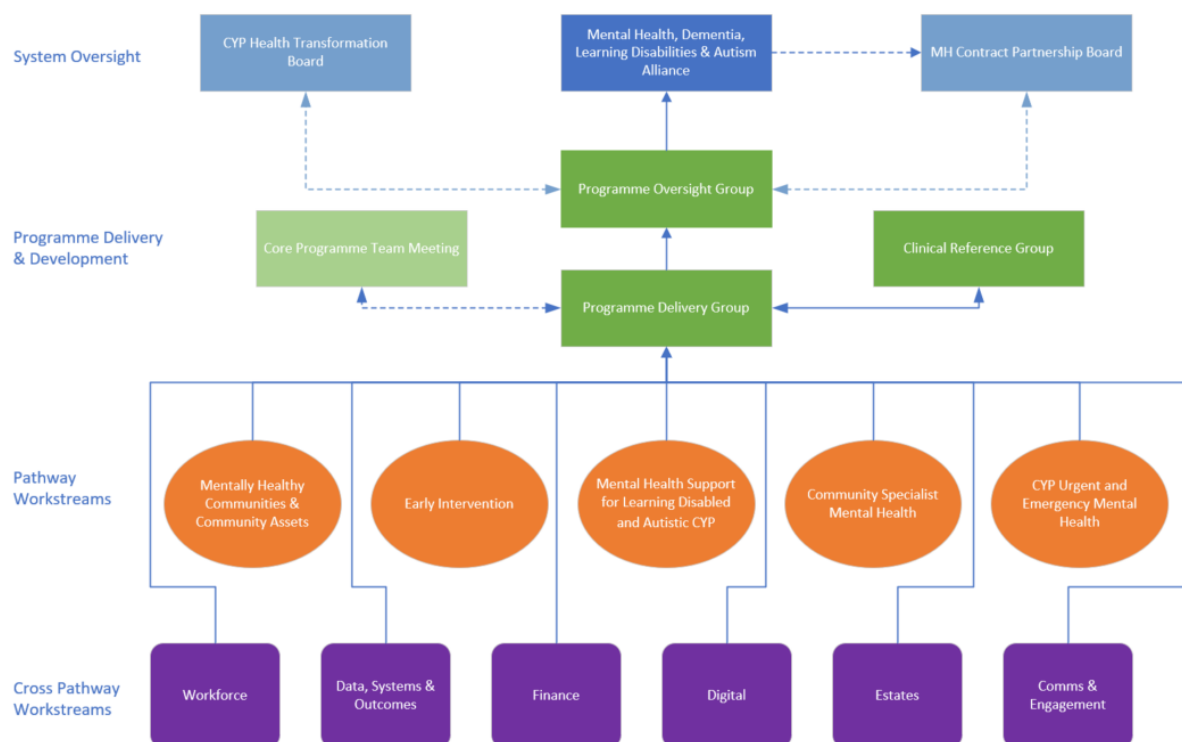 System Oversight
CYP Health Transformation
Board
Mental Health, Dementia,
Learning Disabilities & Autism
Alliance
MH Contract Partnership Board
Programme Oversight Group
Programme Delivery
& Development
Core Programme Team Meeting
Clinical Reference Group
Programme Delivery Group
Pathway
Workstreams
Mentally Healthy
Communities &
Community Assets
Early Intervention
Mental Health Support
for Learning Disabled
and Autistic CYP
Community Specialist
Mental Health
CYP Urgent and
Emergency Mental
Health
Cross Pathway
Workstreams
Workforce
Data, Systems &
Outcomes
Finance
Digital
Estates
Comms &
Engagement